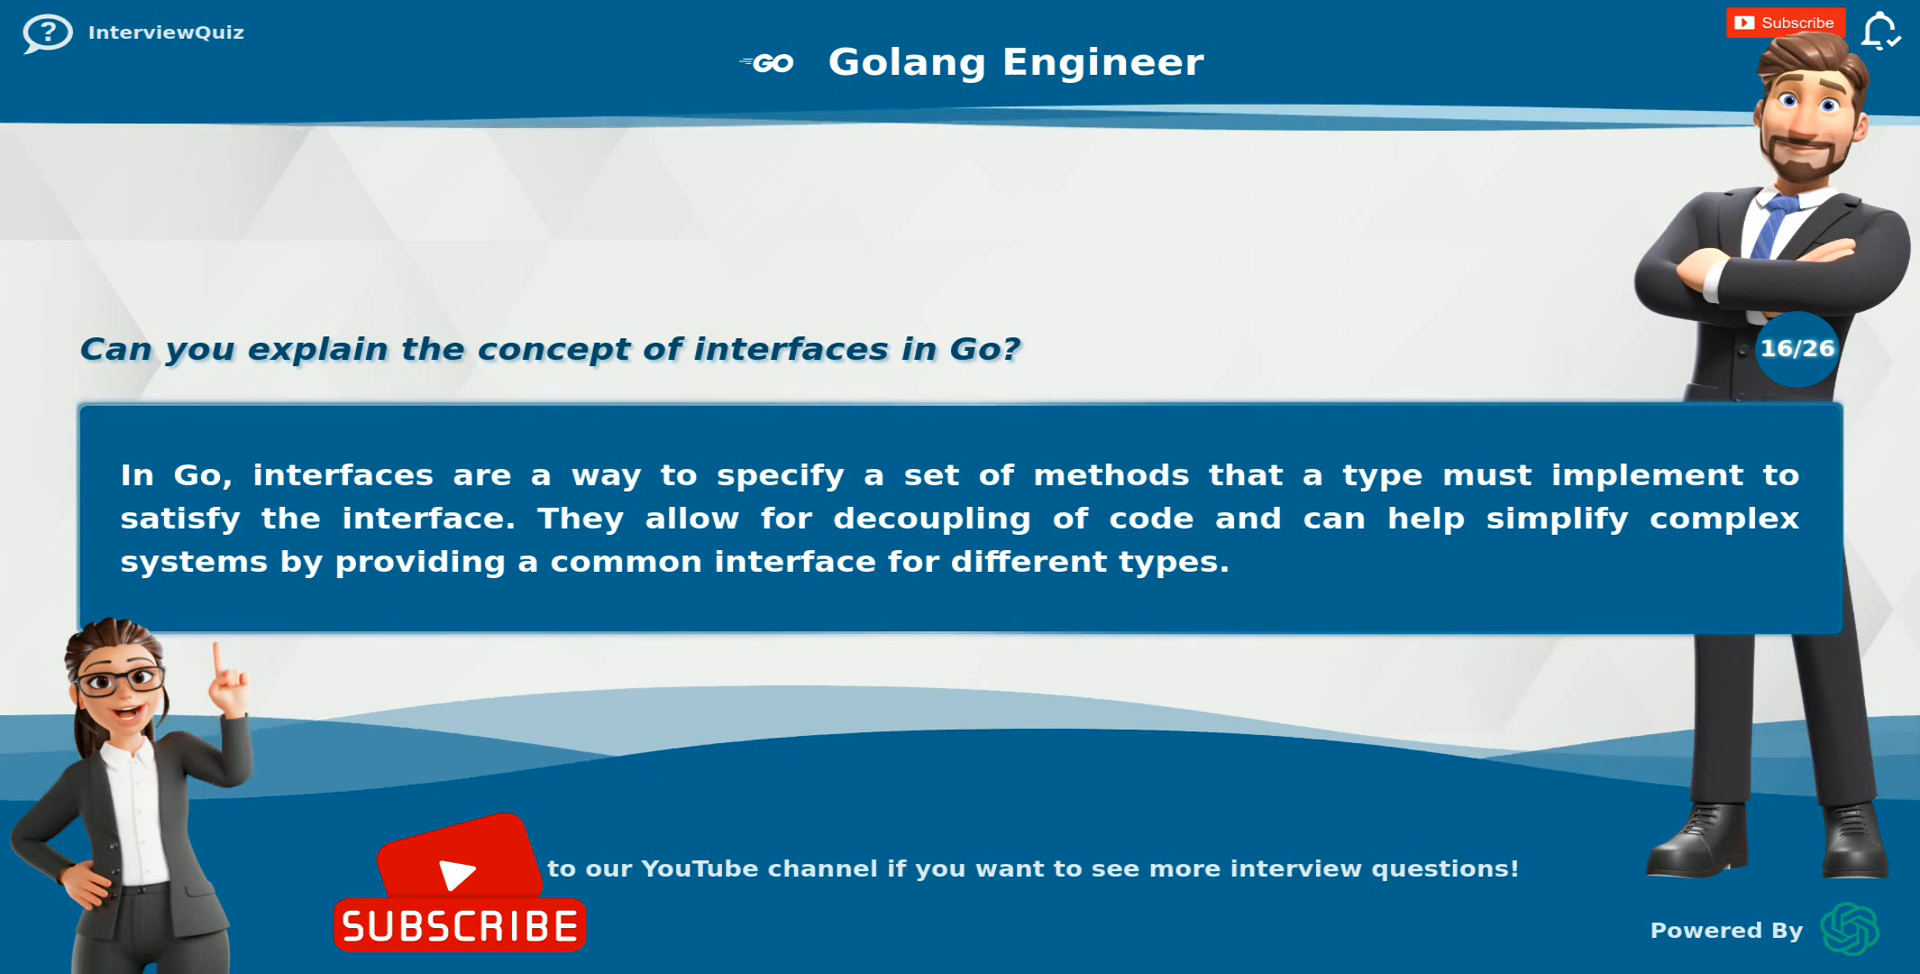 InterviewQuiz
Subscribe
GO Golang Engineer
Can you explain the concept of interfaces in Go?
16/26
In Go, interfaces are a way to specify a set of methods that a type must implement to
satisfy the interface. They allow for decoupling of code and can help simplify complex
systems by providing a common interface for different types.
to our YouTube channel if you want to see more interview questions!
SUBSCRIBE
Powered By